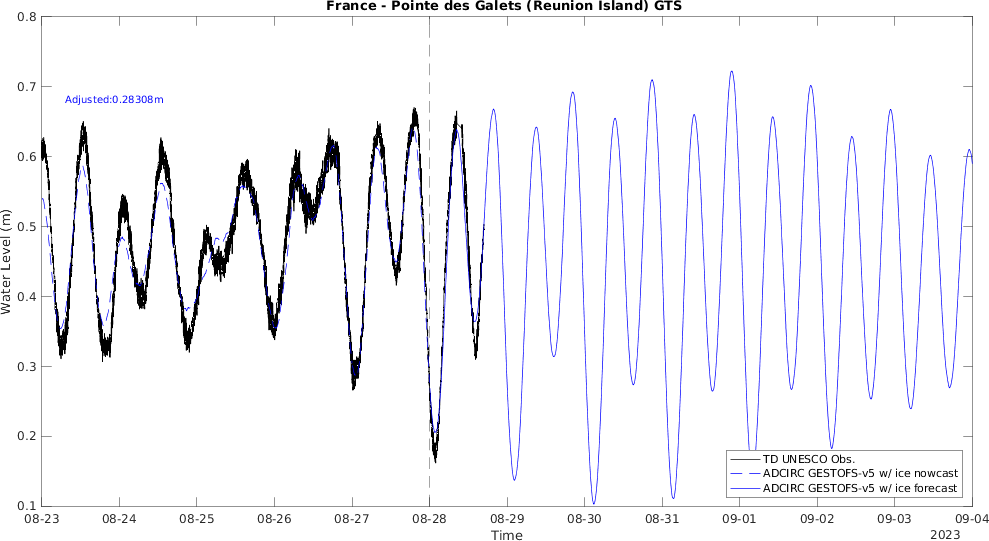 France - Pointe des Galets (Reunion Island) GTS
0.8
0.7
0.6
0.5
0.4
0.3
0.2
0.1
Water Level (m)
Adjusted:0.28308m
TD UNESCO Obs.
ADCIRC GESTOFS-v5 w/ ice nowcast
ADCIRC GESTOFS-v5 w/ ice forecast
08-23 08-24 08-25 08-26 08-27 08-28 08-29 08-30 08-31 09-01 09-02 09-03 09-04
Time
2023